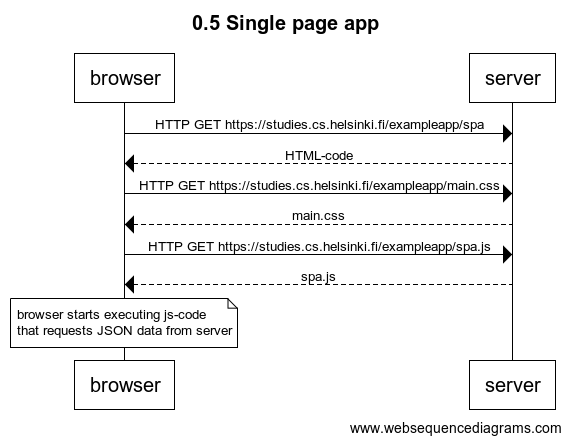 0.5 Single page app
browser
server
HTTP GET https://studies.cs.helsinki.fi/exampleapp/spa
HTML-code
HTTP GET https://studies.cs.helsinki.fi/exampleapp/main.css
main.css
HTTP GET https://studies.cs.helsinki.fi/exampleapp/spa.js
spa.js
browser starts executing js-code
that requests JSON data from server
browser
server
www.websequencediagrams.com